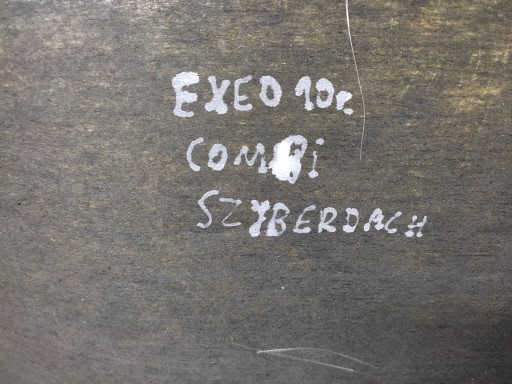 EXEO 10r.
COMBi
SZYBERDACH